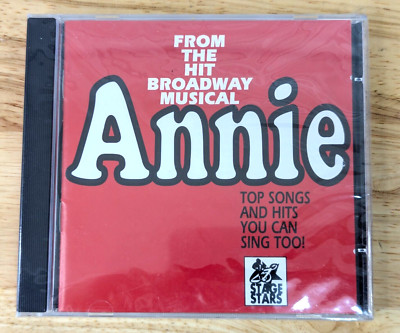 FROM
THE
HIT
BROADWAY
MUSICAL
Annie
TOP SONGS
AND HITS
YOU CAN
SING TOO!
STAGE
STARS